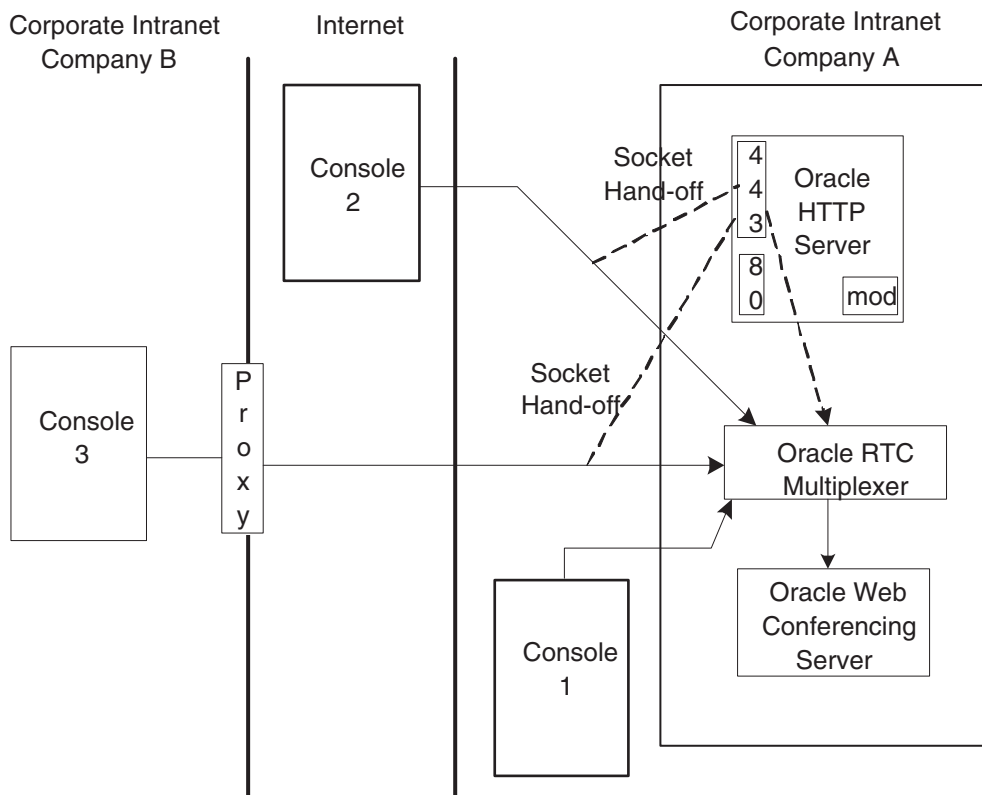 Corporate Intranet
Company B
Internet
Corporate Intranet
Company A
Console
2
Socket
Hand-off
4
4
3
8
0
Oracle
HTTP
Server
mod
Console
3
P
r
o
x
y
Socket
Hand-off
Oracle RTC
Multiplexer
Console
1
Oracle Web
Conferencing
Server